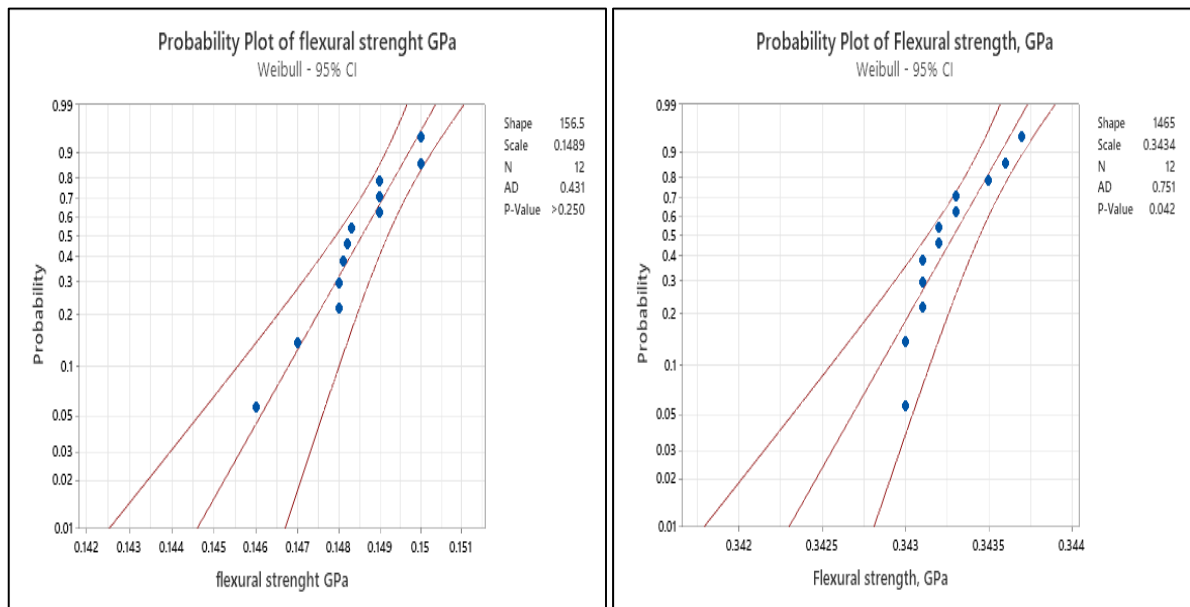 Probability Plot of flexural strenght GPa
Weibull - 95% CI
0.99
0.9
0.8
0.7
0.6
0.5
0.4
0.3
0.2
0.1
0.05
0.03
0.02
0.01
Probability
0.142 0.143 0.144 0.145 0.146 0.147 0.148 0.149 0.15 0.151
flexural strenght GPa
Shape 156.5
Scale 0.1489
N 12
AD 0.431
P-Value >0.250
Probability Plot of Flexural strength, GPa
Weibull - 95% CI
0.99
0.9
0.8
0.7
0.6
0.5
0.4
0.3
0.2
0.1
0.05
0.03
0.02
0.01
Probability
0.342 0.3425 0.343 0.3435 0.344
Flexural strength, GPa
Shape 1465
Scale 0.3434
N 12
AD 0.751
P-Value 0.042